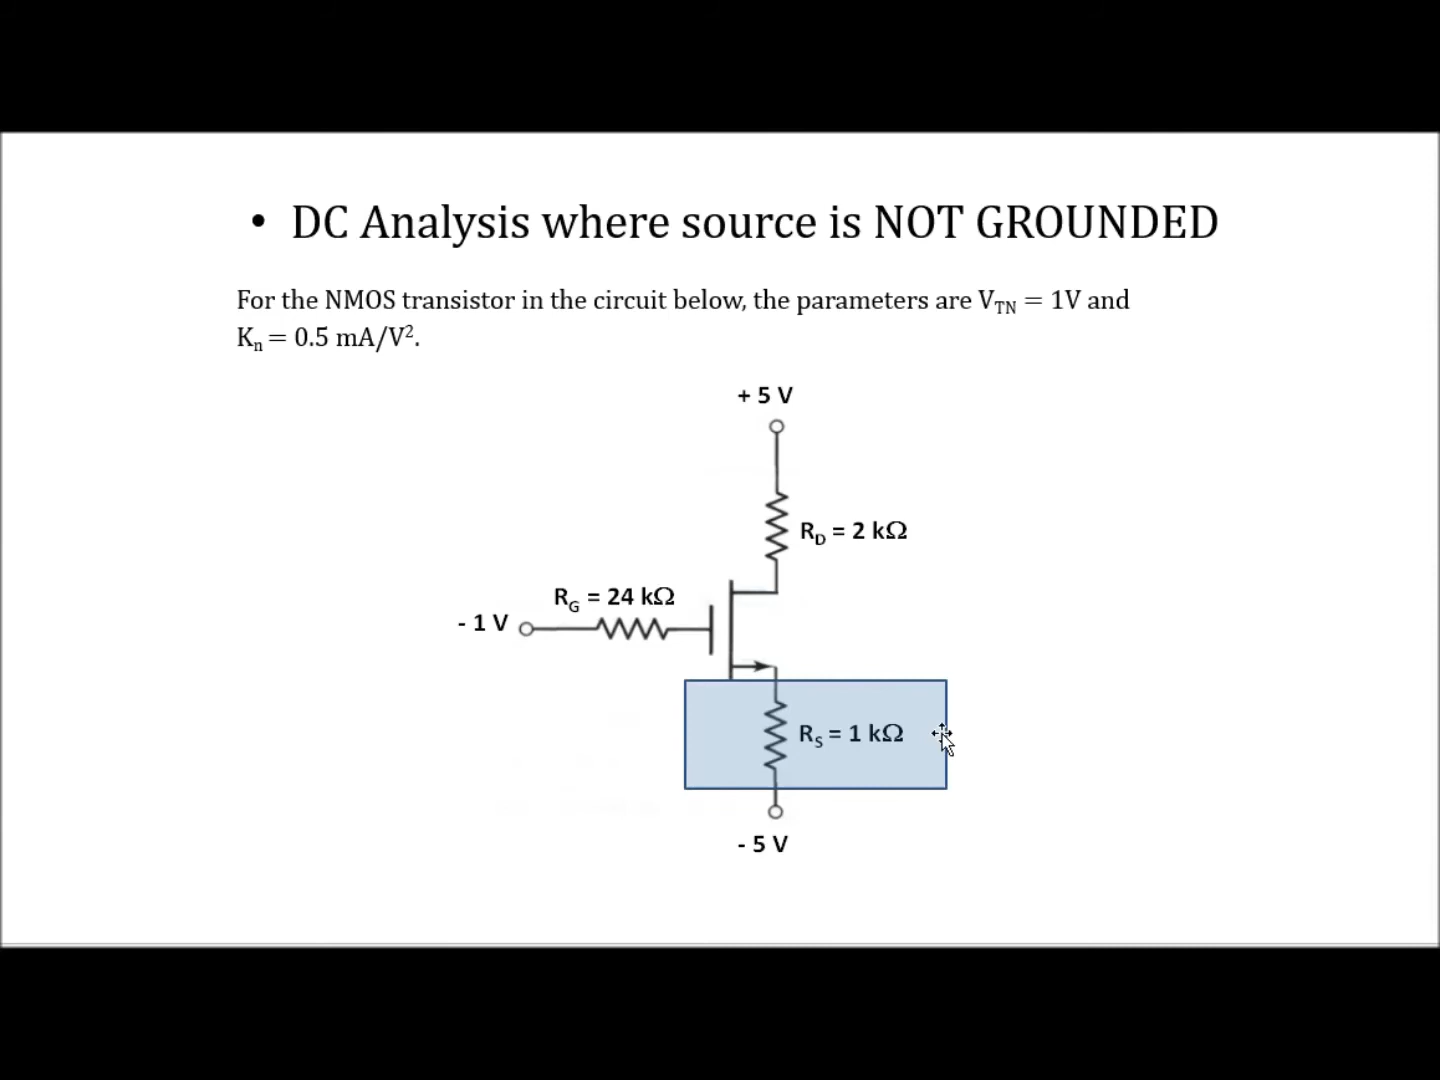 • DC Analysis where source is NOT GROUNDED
For the NMOS transistor in the circuit below, the parameters are V_TN = 1V and
K_n = 0.5 mA/V².
+ 5 V
R_D = 2 kΩ
R_G = 24 kΩ
- 1 V
R_S = 1 kΩ
- 5 V